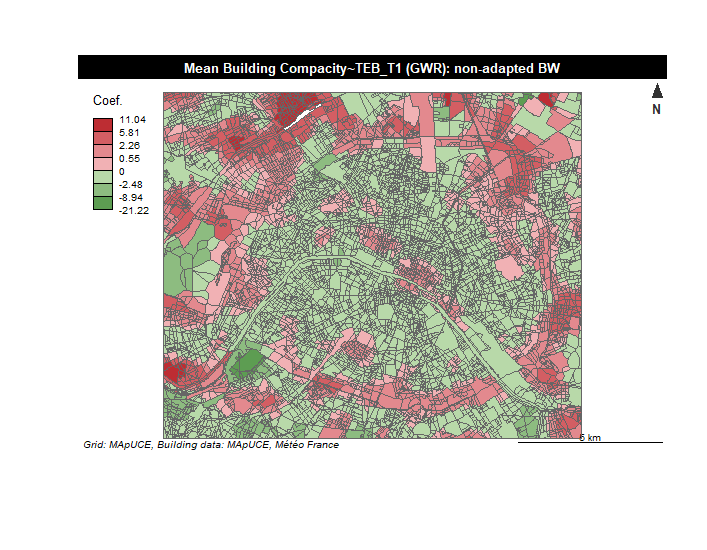 Mean Building Compacity~TEB_T1 (GWR): non-adapted BW
Coef.
N
11.04
5.81
2.26
0.55
0
-2.48
-8.94
-21.22
5 km
Grid: MApUCE, Building data: MApUCE, Météo France